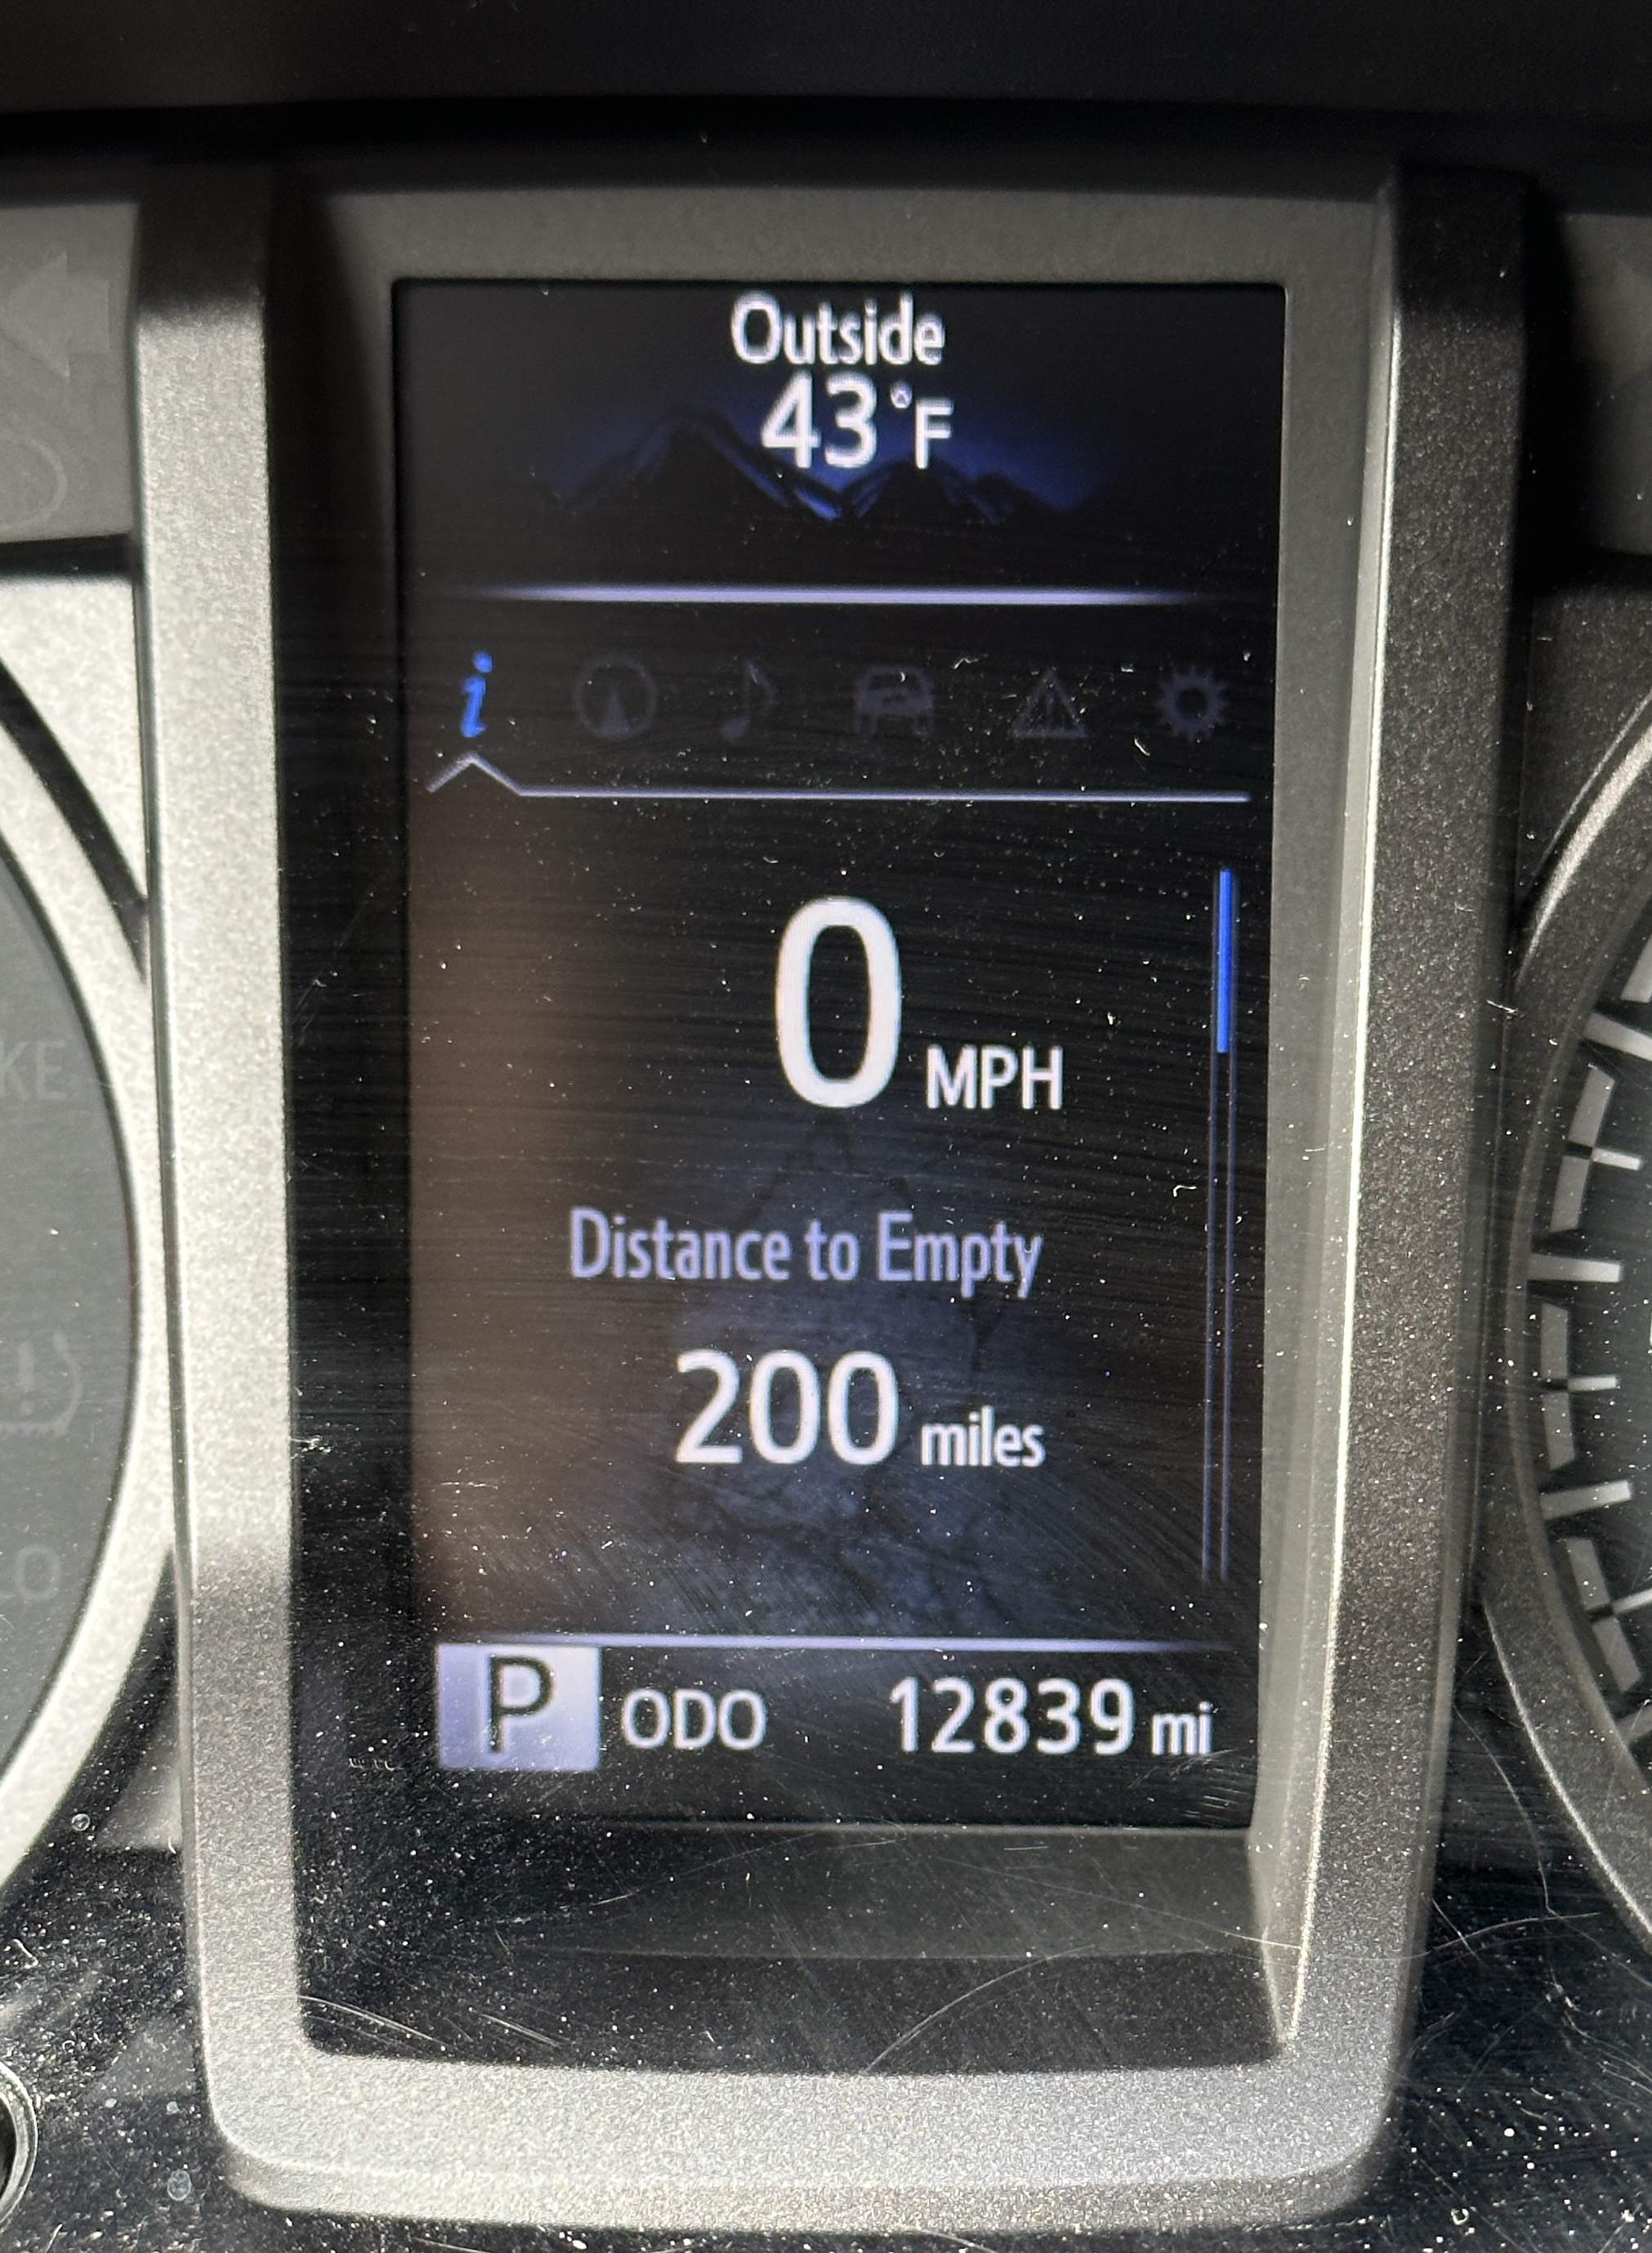 Outside
43°F
i
0 MPH
Distance to Empty
200 miles
P ODO 12839 mi